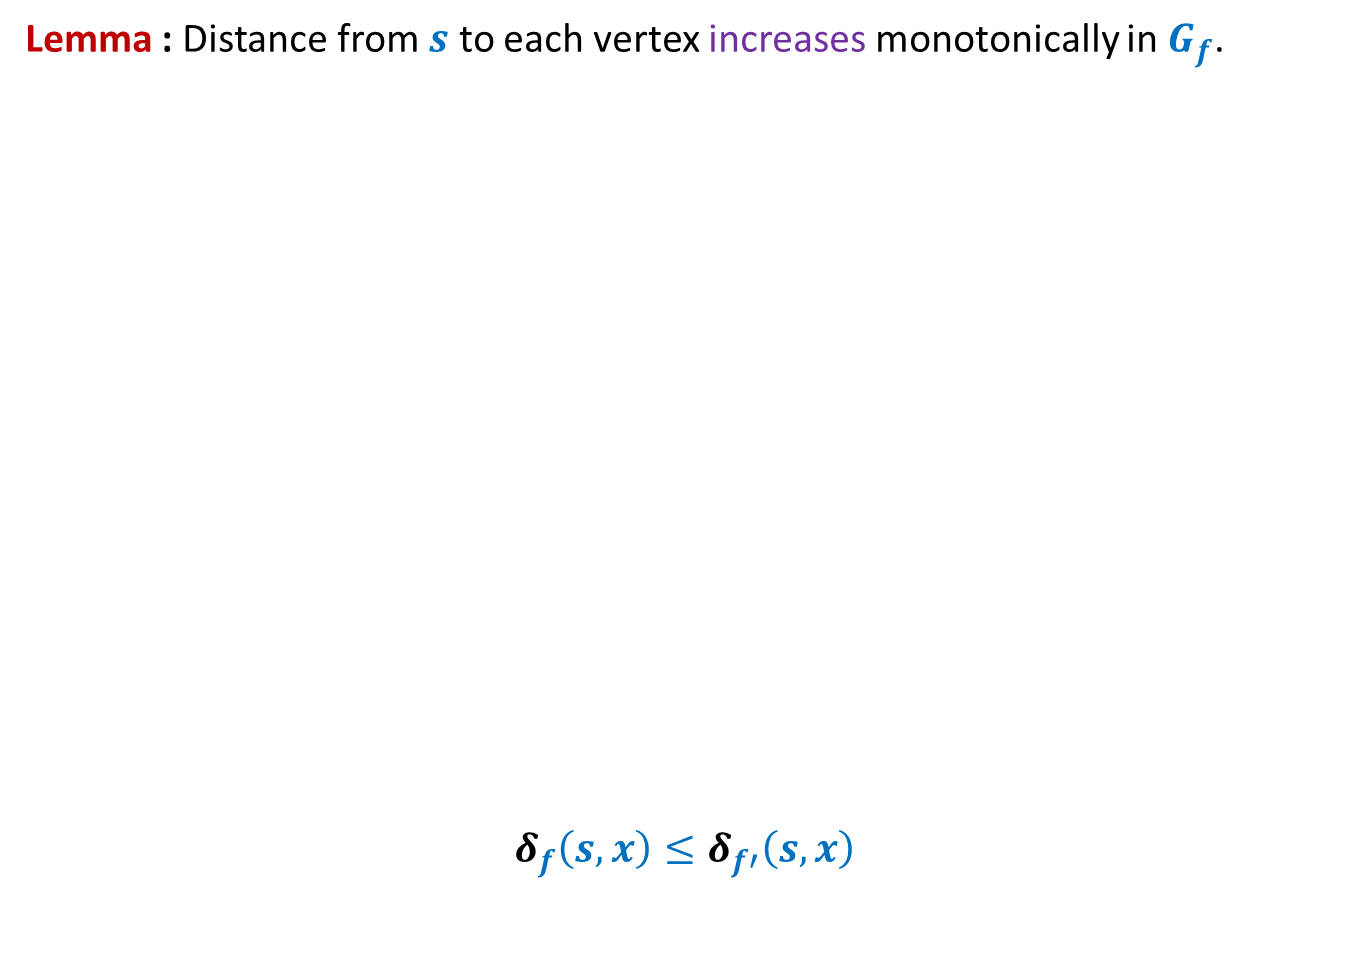 Lemma : Distance from s to each vertex increases monotonically in G_f.
δ_f(s, x) ≤ δ_f′(s, x)